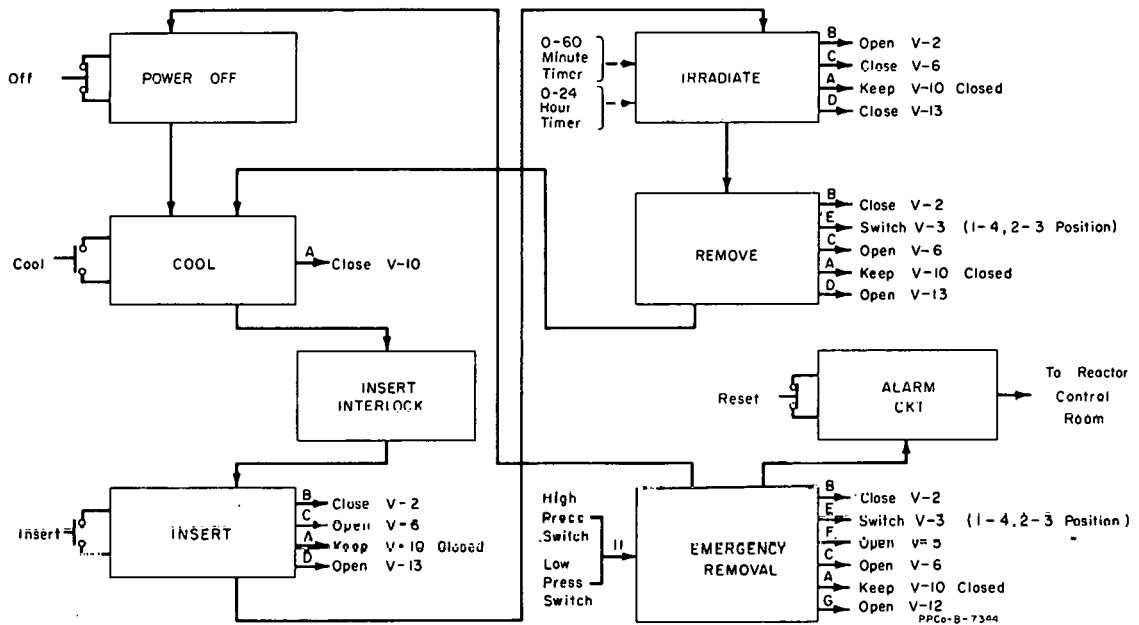 Off
POWER OFF
Cool
COOL
A
Close V-10
INSERT
INTERLOCK
Insert
INSERT
B
Close V-2
C
Open V-6
A
Keep V-10 Closed
D
Open V-13
0-60
Minute
Timer
0-24
Hour
Timer
IRRADIATE
B
Open V-2
C
Close V-6
A
Keep V-10 Closed
D
Close V-13
REMOVE
B
Close V-2
E
Switch V-3 (1-4, 2-3 Position)
C
Open V-6
A
Keep V-10 Closed
D
Open V-13
Reset
ALARM
CKT
To Reactor
Control
Room
High
Press
Switch
Low
Press
Switch
11
EMERGENCY
REMOVAL
B
Close V-2
E
Switch V-3 (1-4, 2-3 Position)
F
Open V-5
C
Open V-6
A
Keep V-10 Closed
G
Open V-12
PPCo-B-7344